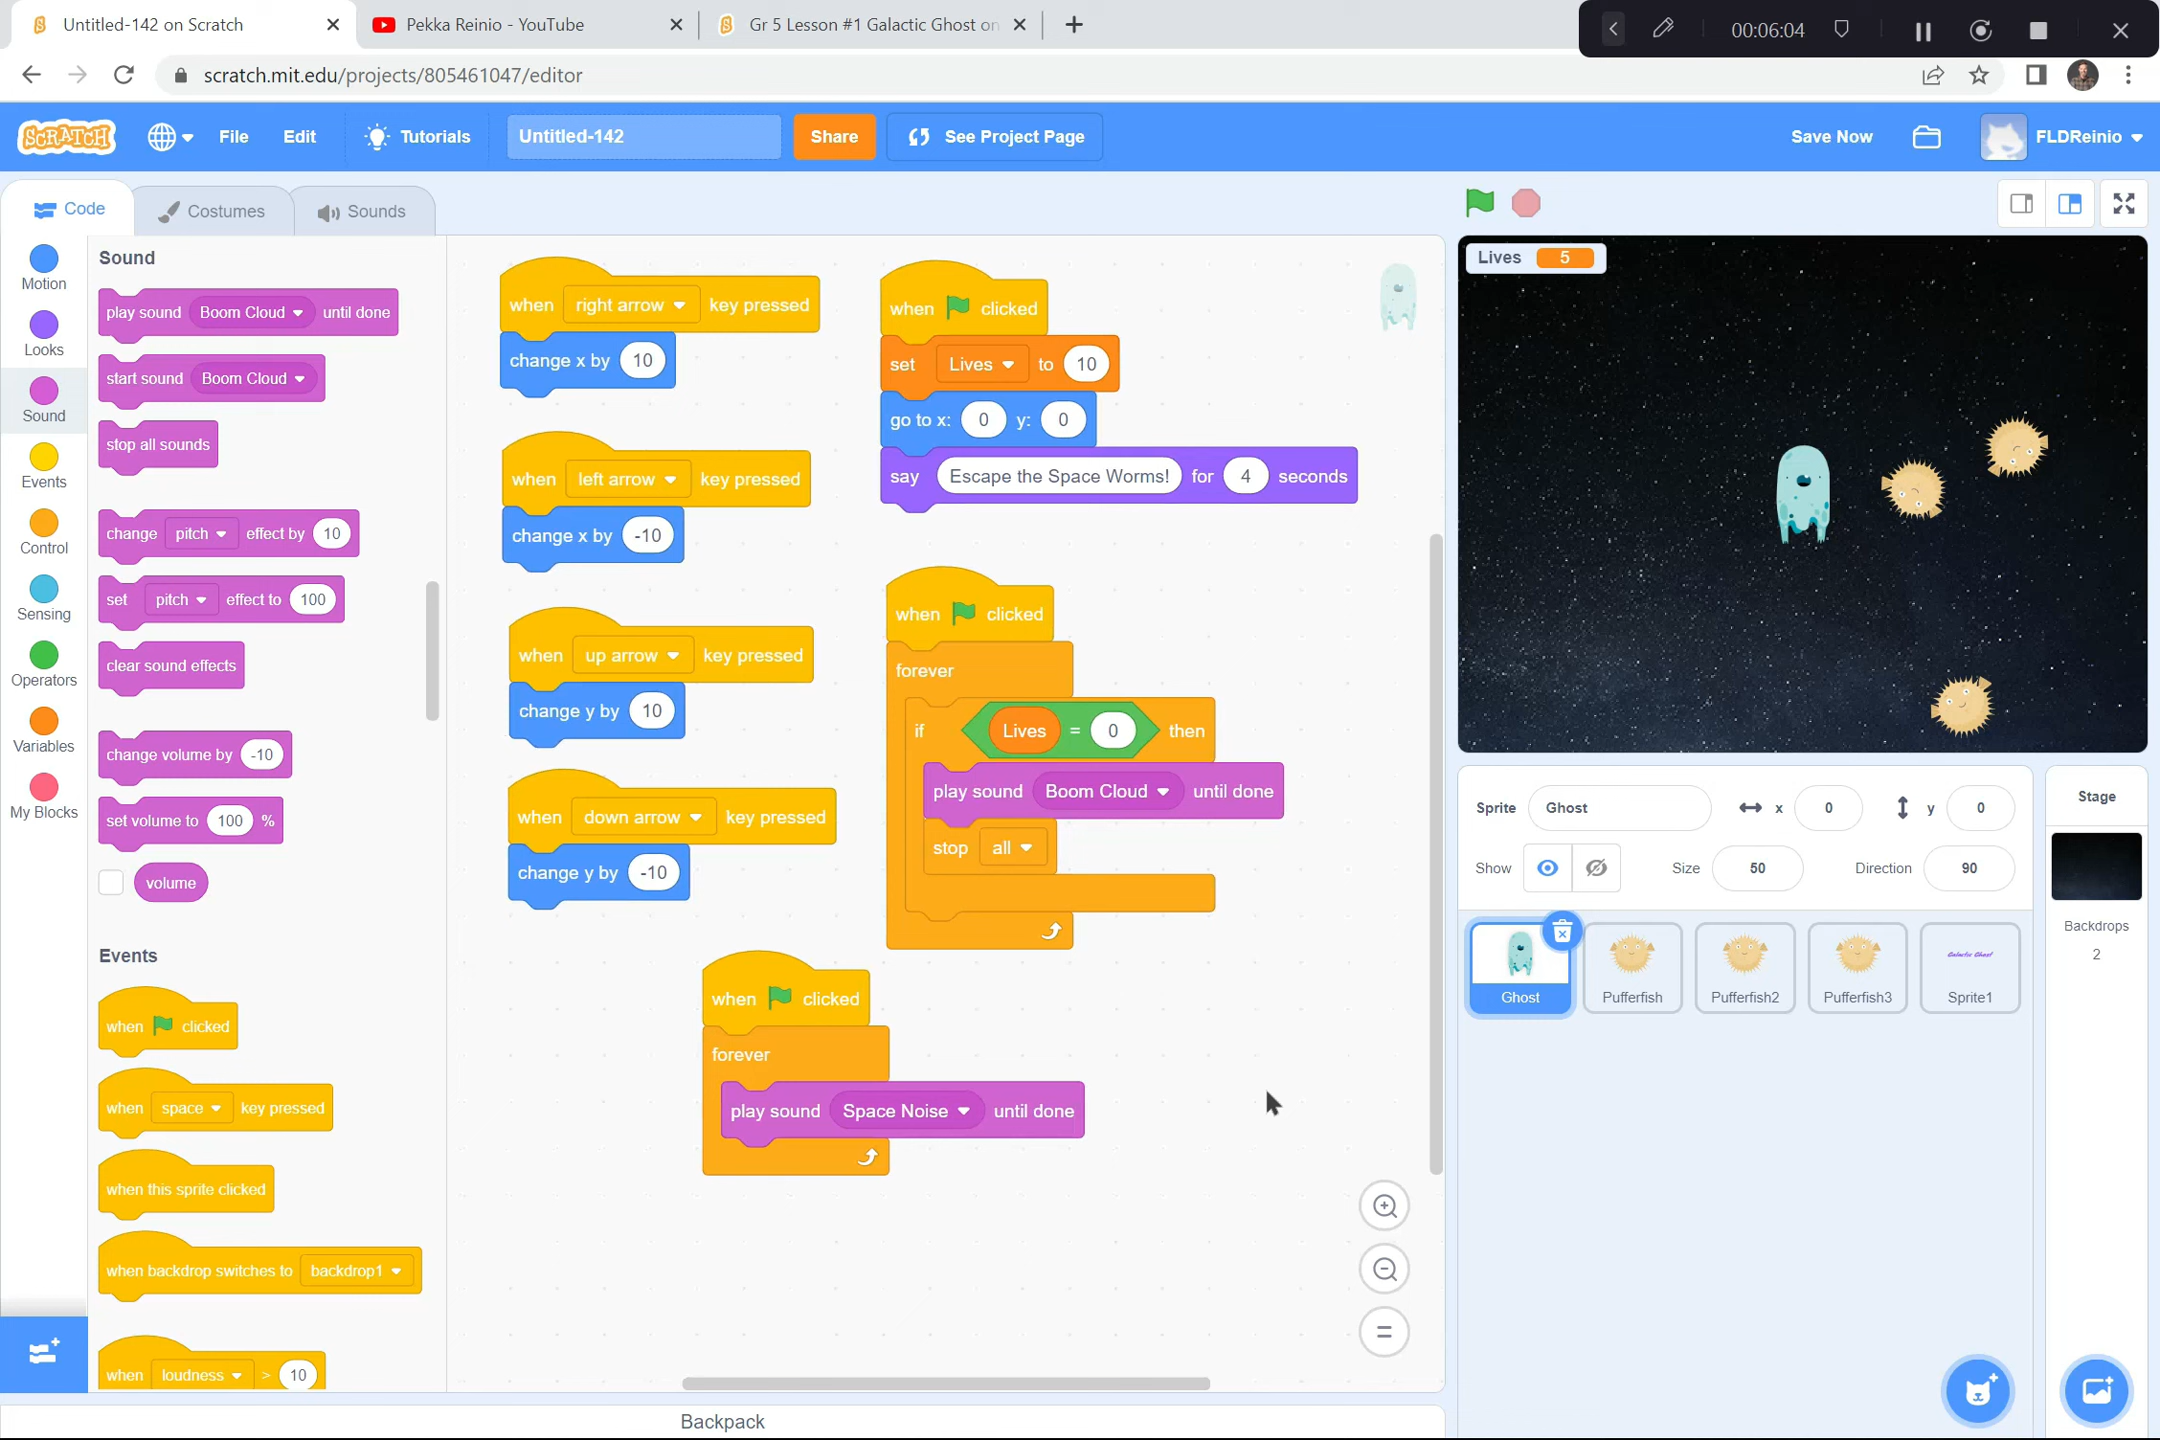 Untitled-142 on Scratch
Pekka Reinio - YouTube
Gr 5 Lesson #1 Galactic Ghost on
00:06:04
scratch.mit.edu/projects/805461047/editor
SCRATCH
File
Edit
Tutorials
Untitled-142
Share
See Project Page
Save Now
FLDReinio
Code
Costumes
Sounds
Motion
Looks
Sound
Events
Control
Sensing
Operators
Variables
My Blocks
Sound
play sound Boom Cloud until done
start sound Boom Cloud
stop all sounds
change pitch effect by 10
set pitch effect to 100
clear sound effects
change volume by -10
set volume to 100 %
volume
Events
when clicked
when space key pressed
when this sprite clicked
when backdrop switches to backdrop1
when loudness > 10
when right arrow key pressed
change x by 10
when left arrow key pressed
change x by -10
when up arrow key pressed
change y by 10
when down arrow key pressed
change y by -10
when clicked
set Lives to 10
go to x: 0 y: 0
say Escape the Space Worms! for 4 seconds
when clicked
forever
if Lives = 0 then
play sound Boom Cloud until done
stop all
when clicked
forever
play sound Space Noise until done
Backpack
Lives 5
Sprite Ghost x 0 y 0
Show Size 50 Direction 90
Ghost
Pufferfish
Pufferfish2
Pufferfish3
Galactic Ghost
Sprite1
Stage
Backdrops
2